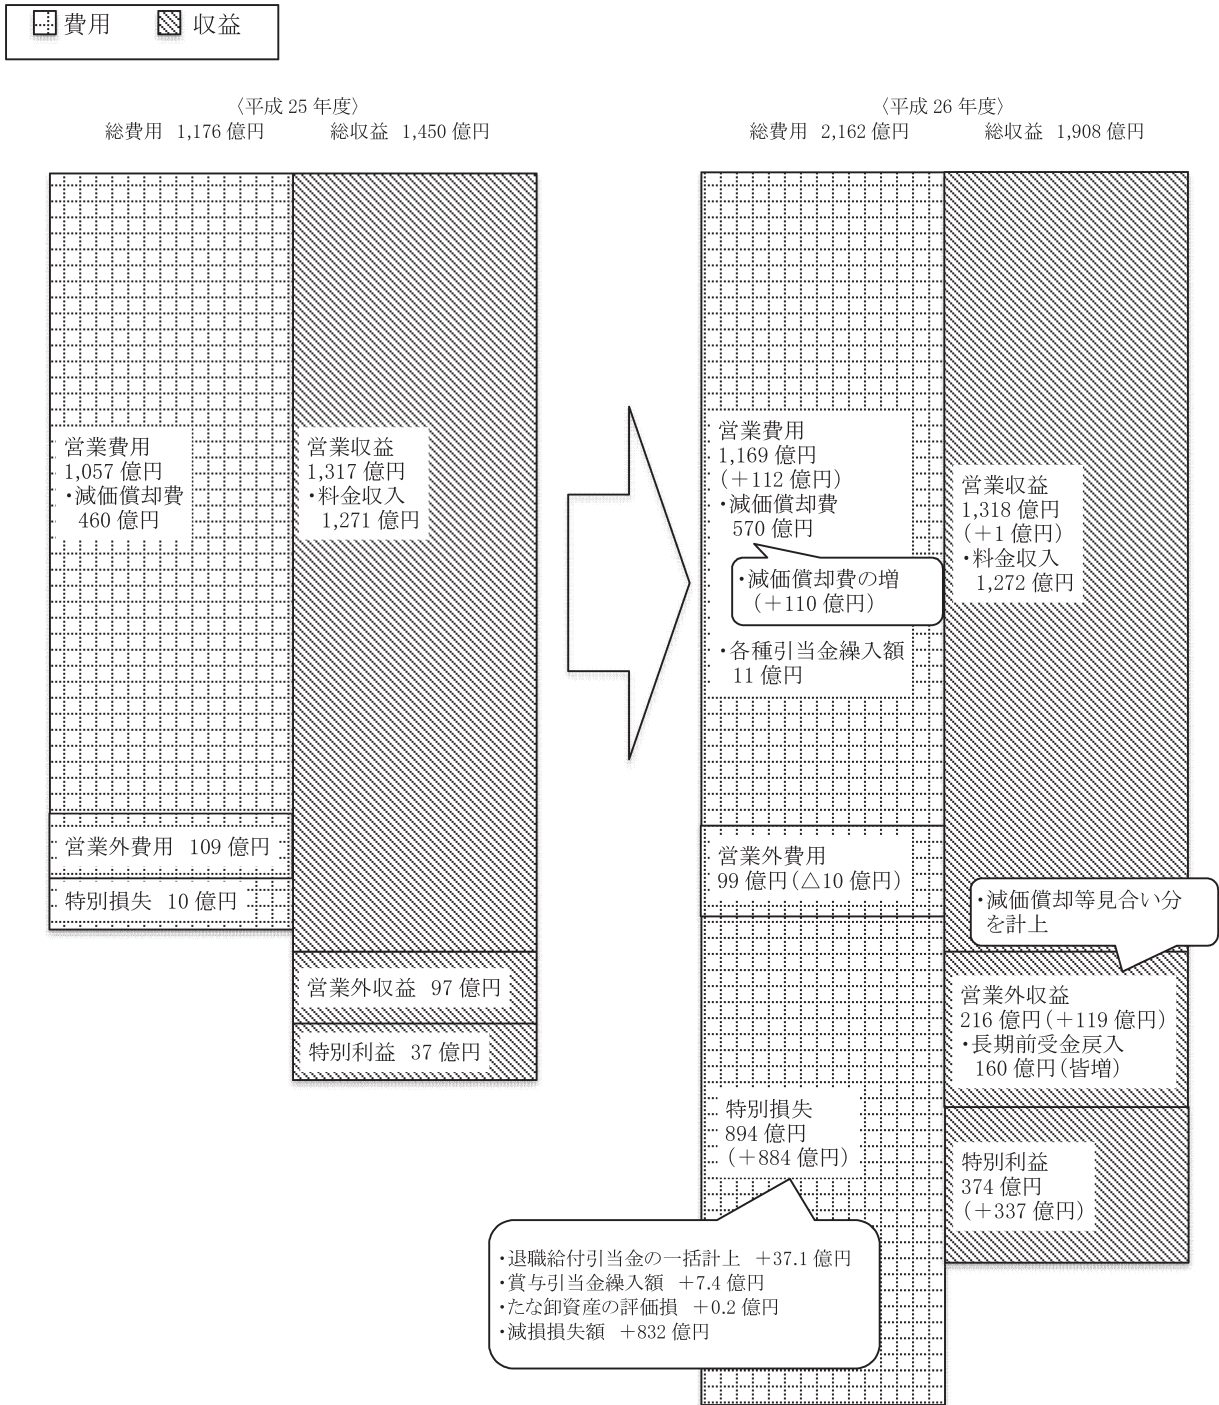 費用 収益
〈平成 25 年度〉
総費用 1,176 億円 総収益 1,450 億円
営業費用
1,057 億円
・減価償却費
460 億円
営業収益
1,317 億円
・料金収入
1,271 億円
営業外費用 109 億円
特別損失 10 億円
営業外収益 97 億円
特別利益 37 億円
〈平成 26 年度〉
総費用 2,162 億円 総収益 1,908 億円
営業費用
1,169 億円
(+112 億円)
・減価償却費
570 億円
・減価償却費の増
(+110 億円)
・各種引当金繰入額
11 億円
営業収益
1,318 億円
(+1 億円)
・料金収入
1,272 億円
営業外費用
99 億円(△10 億円)
・減価償却等見合い分
を計上
営業外収益
216 億円(+119 億円)
・長期前受金戻入
160 億円(皆増)
特別損失
894 億円
(+884 億円)
特別利益
374 億円
(+337 億円)
・退職給付引当金の一括計上 +37.1 億円
・賞与引当金繰入額 +7.4 億円
・たな卸資産の評価損 +0.2 億円
・減損損失額 +832 億円